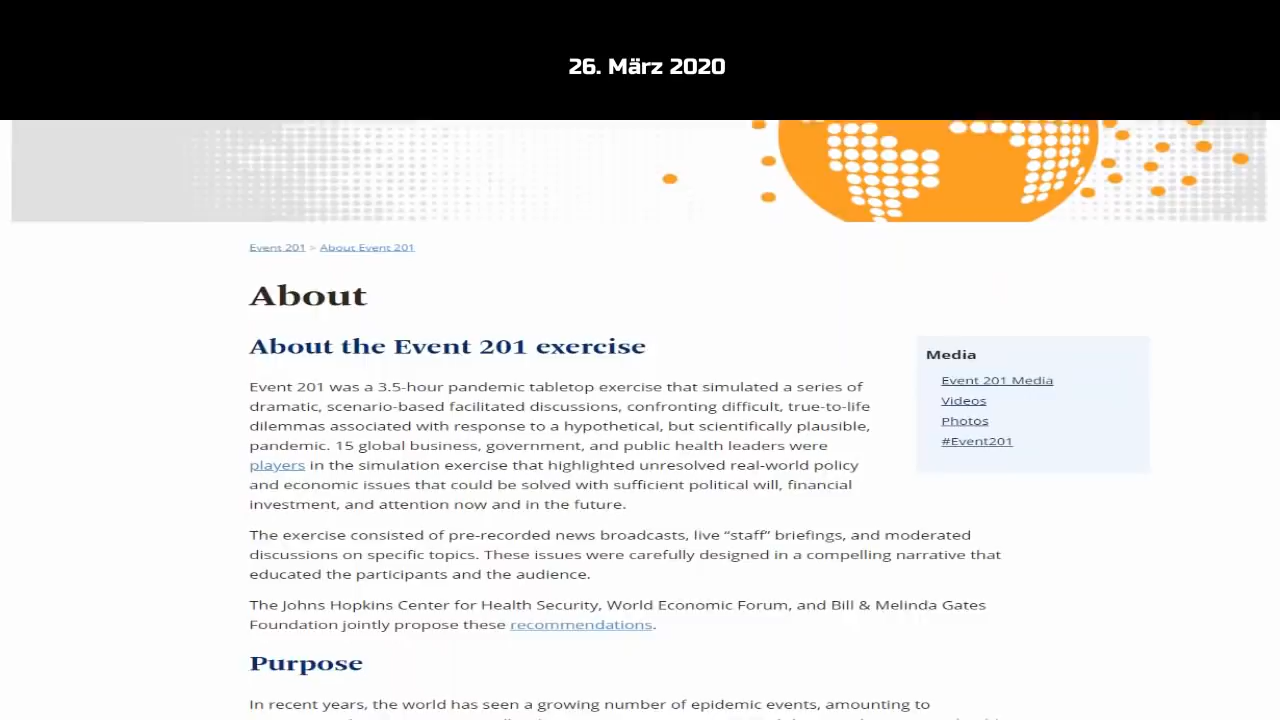 26. März 2020
Event 201 > About Event 201
About
About the Event 201 exercise
Event 201 was a 3.5-hour pandemic tabletop exercise that simulated a series of
dramatic, scenario-based facilitated discussions, confronting difficult, true-to-life
dilemmas associated with response to a hypothetical, but scientifically plausible,
pandemic. 15 global business, government, and public health leaders were
players in the simulation exercise that highlighted unresolved real-world policy
and economic issues that could be solved with sufficient political will, financial
investment, and attention now and in the future.
Media
Event 201 Media
Videos
Photos
#Event201
The exercise consisted of pre-recorded news broadcasts, live “staff” briefings, and moderated
discussions on specific topics. These issues were carefully designed in a compelling narrative that
educated the participants and the audience.
The Johns Hopkins Center for Health Security, World Economic Forum, and Bill & Melinda Gates
Foundation jointly propose these recommendations.
Purpose
In recent years, the world has seen a growing number of epidemic events, amounting to